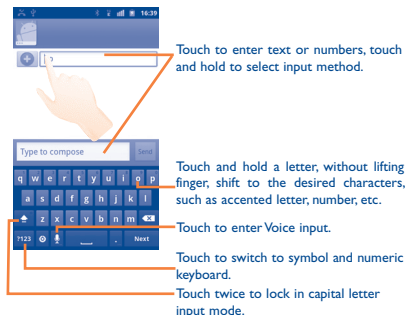 16:39
Touch to enter text or numbers, touch
and hold to select input method.
Type to compose
Send
q w e r t y u i o p
a s d f g h j k l
z x c v b n m
?123
. Next
Touch and hold a letter, without lifting
finger, shift to the desired characters,
such as accented letter, number, etc.
Touch to enter Voice input.
Touch to switch to symbol and numeric
keyboard.
Touch twice to lock in capital letter
input mode.